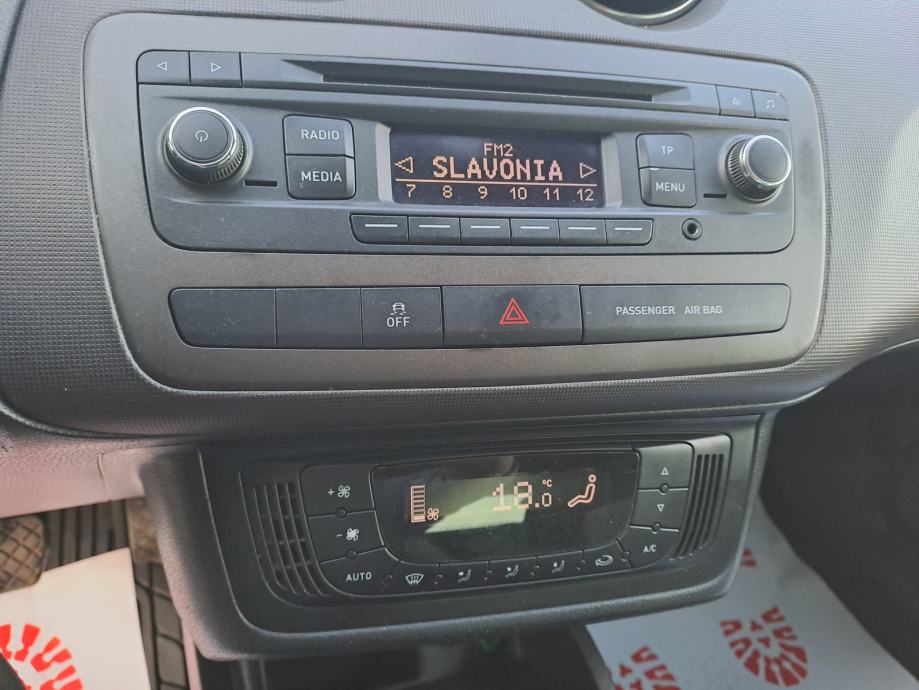 RADIO
MEDIA
FM2
SLAVONIA
7 8 9 10 11 12
TP
MENU
OFF
PASSENGER AIR BAG
+
-
AUTO
18.0 °C
A/C